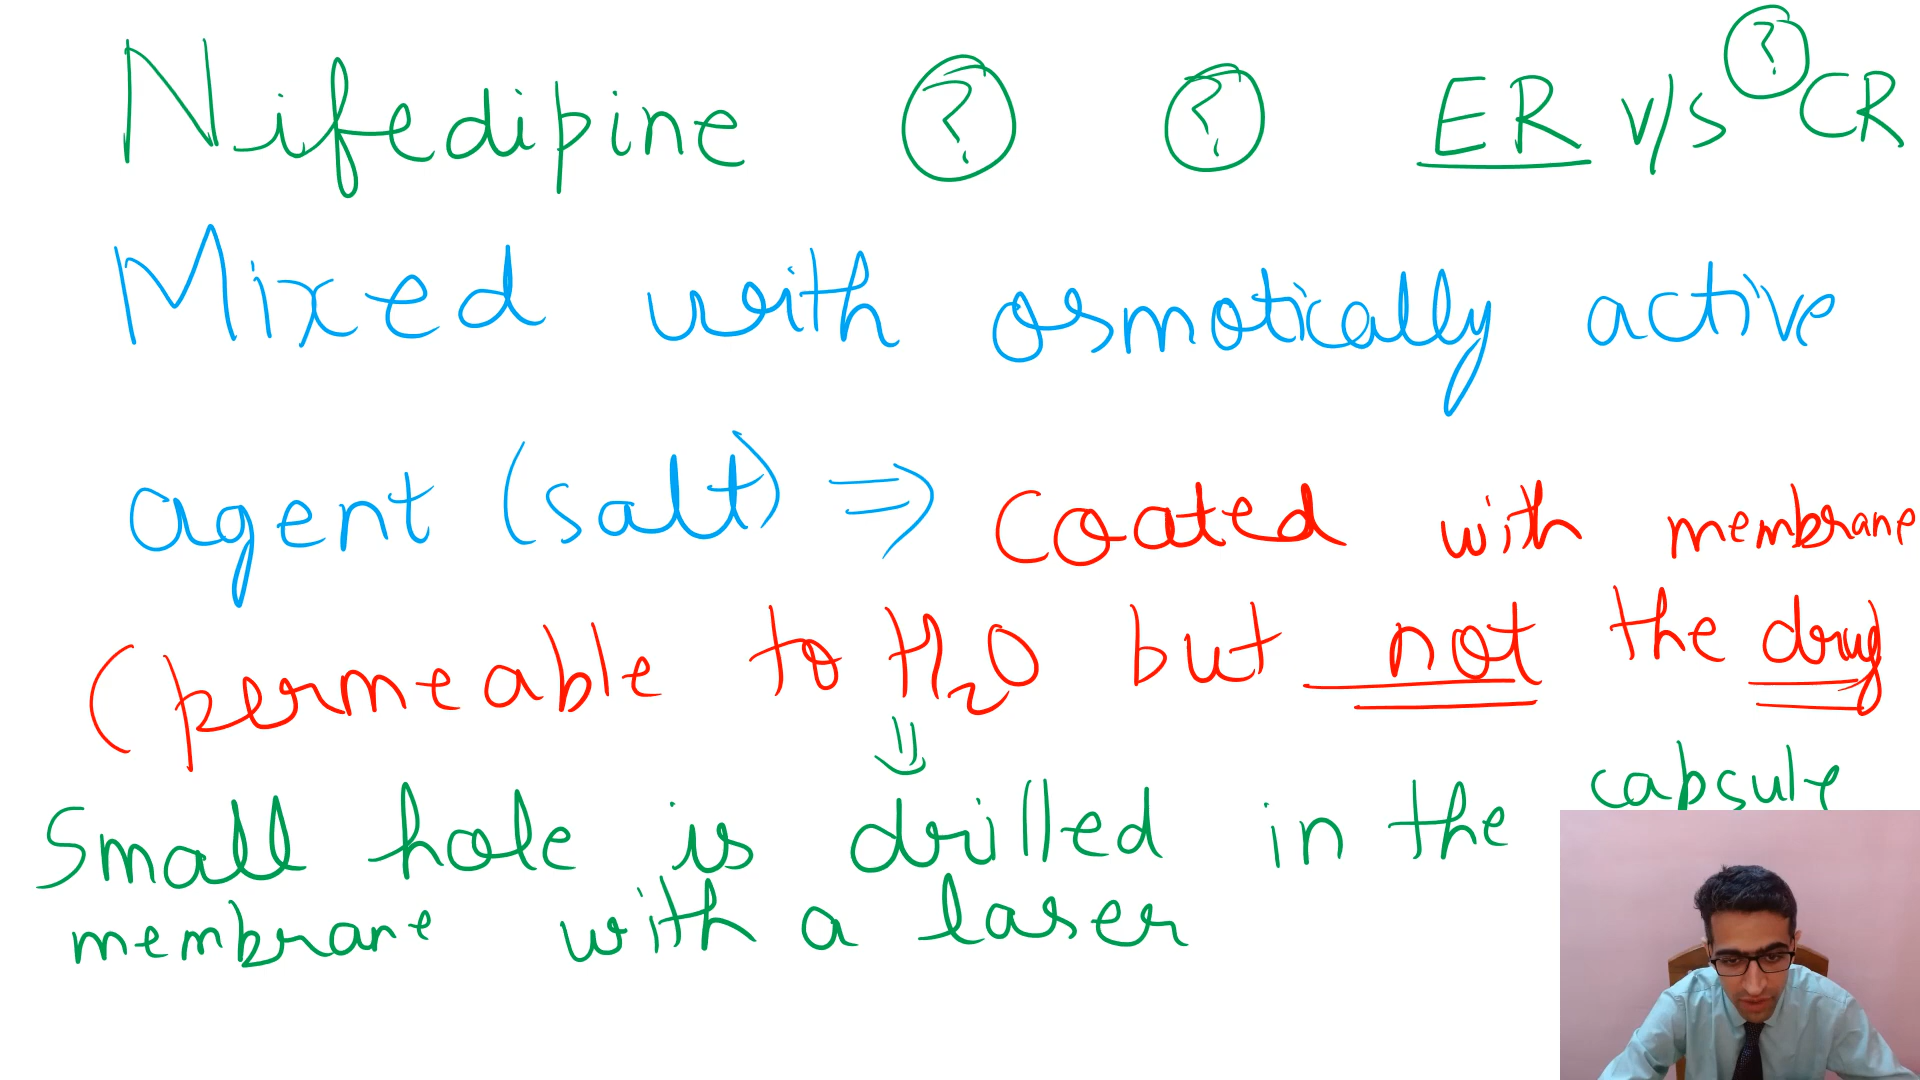 Nifedipine ? ? ER v/s ? CR
Mixed with osmotically active
agent (salt) ⇒ coated with membrane
(permeable to H₂O but not the drug
⇓
Small hole is drilled in the capsule
membrane with a laser